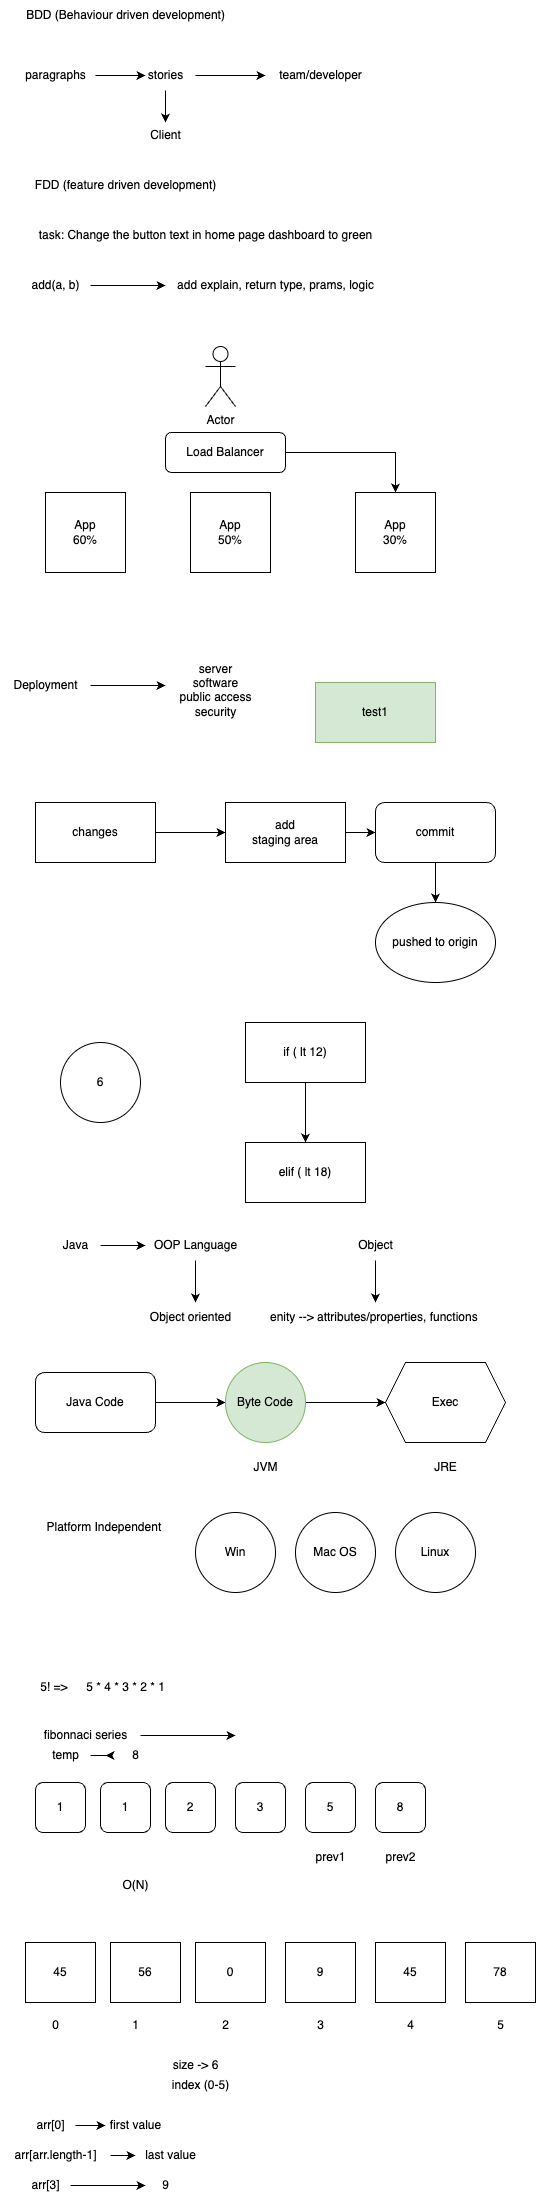 BDD (Behaviour driven development)
paragraphs
stories
team/developer
Client
FDD (feature driven development)
task: Change the button text in home page dashboard to green
add(a, b)
add explain, return type, prams, logic
Actor
Load Balancer
App
60%
App
50%
App
30%
Deployment
server
software
public access
security
test1
changes
add
staging area
commit
pushed to origin
6
if ( lt 12)
elif ( lt 18)
Java
OOP Language
Object
Object oriented
enity --> attributes/properties, functions
Java Code
Byte Code
Exec
JVM
JRE
Platform Independent
Win
Mac OS
Linux
5! => 5 * 4 * 3 * 2 * 1
fibonnaci series
temp
8
1
1
2
3
5
8
prev1
prev2
O(N)
45
56
0
9
45
78
0
1
2
3
4
5
size -> 6
index (0-5)
arr[0]
first value
arr[arr.length-1]
last value
arr[3]
9